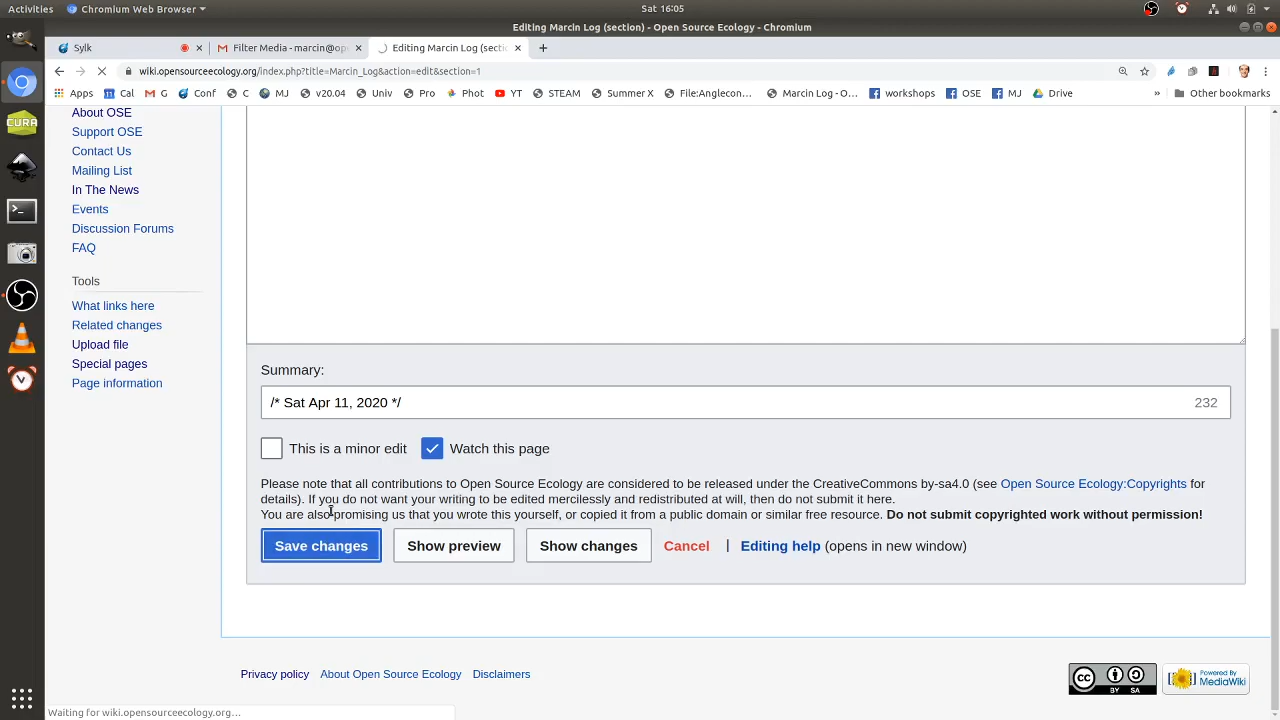 Activities
Chromium Web Browser
Sat 16:05
Editing Marcin Log (section) - Open Source Ecology - Chromium
Sylk
Filter Media - marcin@op
Editing Marcin Log (secti
wiki.opensourceecology.org/index.php?title=Marcin_Log&action=edit&section=1
Apps
Cal
G
Conf
C
MJ
v20.04
Univ
Pro
Phot
YT
STEAM
Summer X
File:Anglecon...
Marcin Log - O...
workshops
OSE
MJ
Drive
»
Other bookmarks
CURA
About OSE
Support OSE
Contact Us
Mailing List
In The News
Events
Discussion Forums
FAQ
Tools
What links here
Related changes
Upload file
Special pages
Page information
Summary:
/* Sat Apr 11, 2020 */
232
This is a minor edit
Watch this page
Please note that all contributions to Open Source Ecology are considered to be released under the CreativeCommons by-sa4.0 (see Open Source Ecology:Copyrights for
details). If you do not want your writing to be edited mercilessly and redistributed at will, then do not submit it here.
You are also promising us that you wrote this yourself, or copied it from a public domain or similar free resource. Do not submit copyrighted work without permission!
Save changes
Show preview
Show changes
Cancel
|
Editing help (opens in new window)
Privacy policy
About Open Source Ecology
Disclaimers
cc
BY SA
Powered By
MediaWiki
Waiting for wiki.opensourceecology.org...